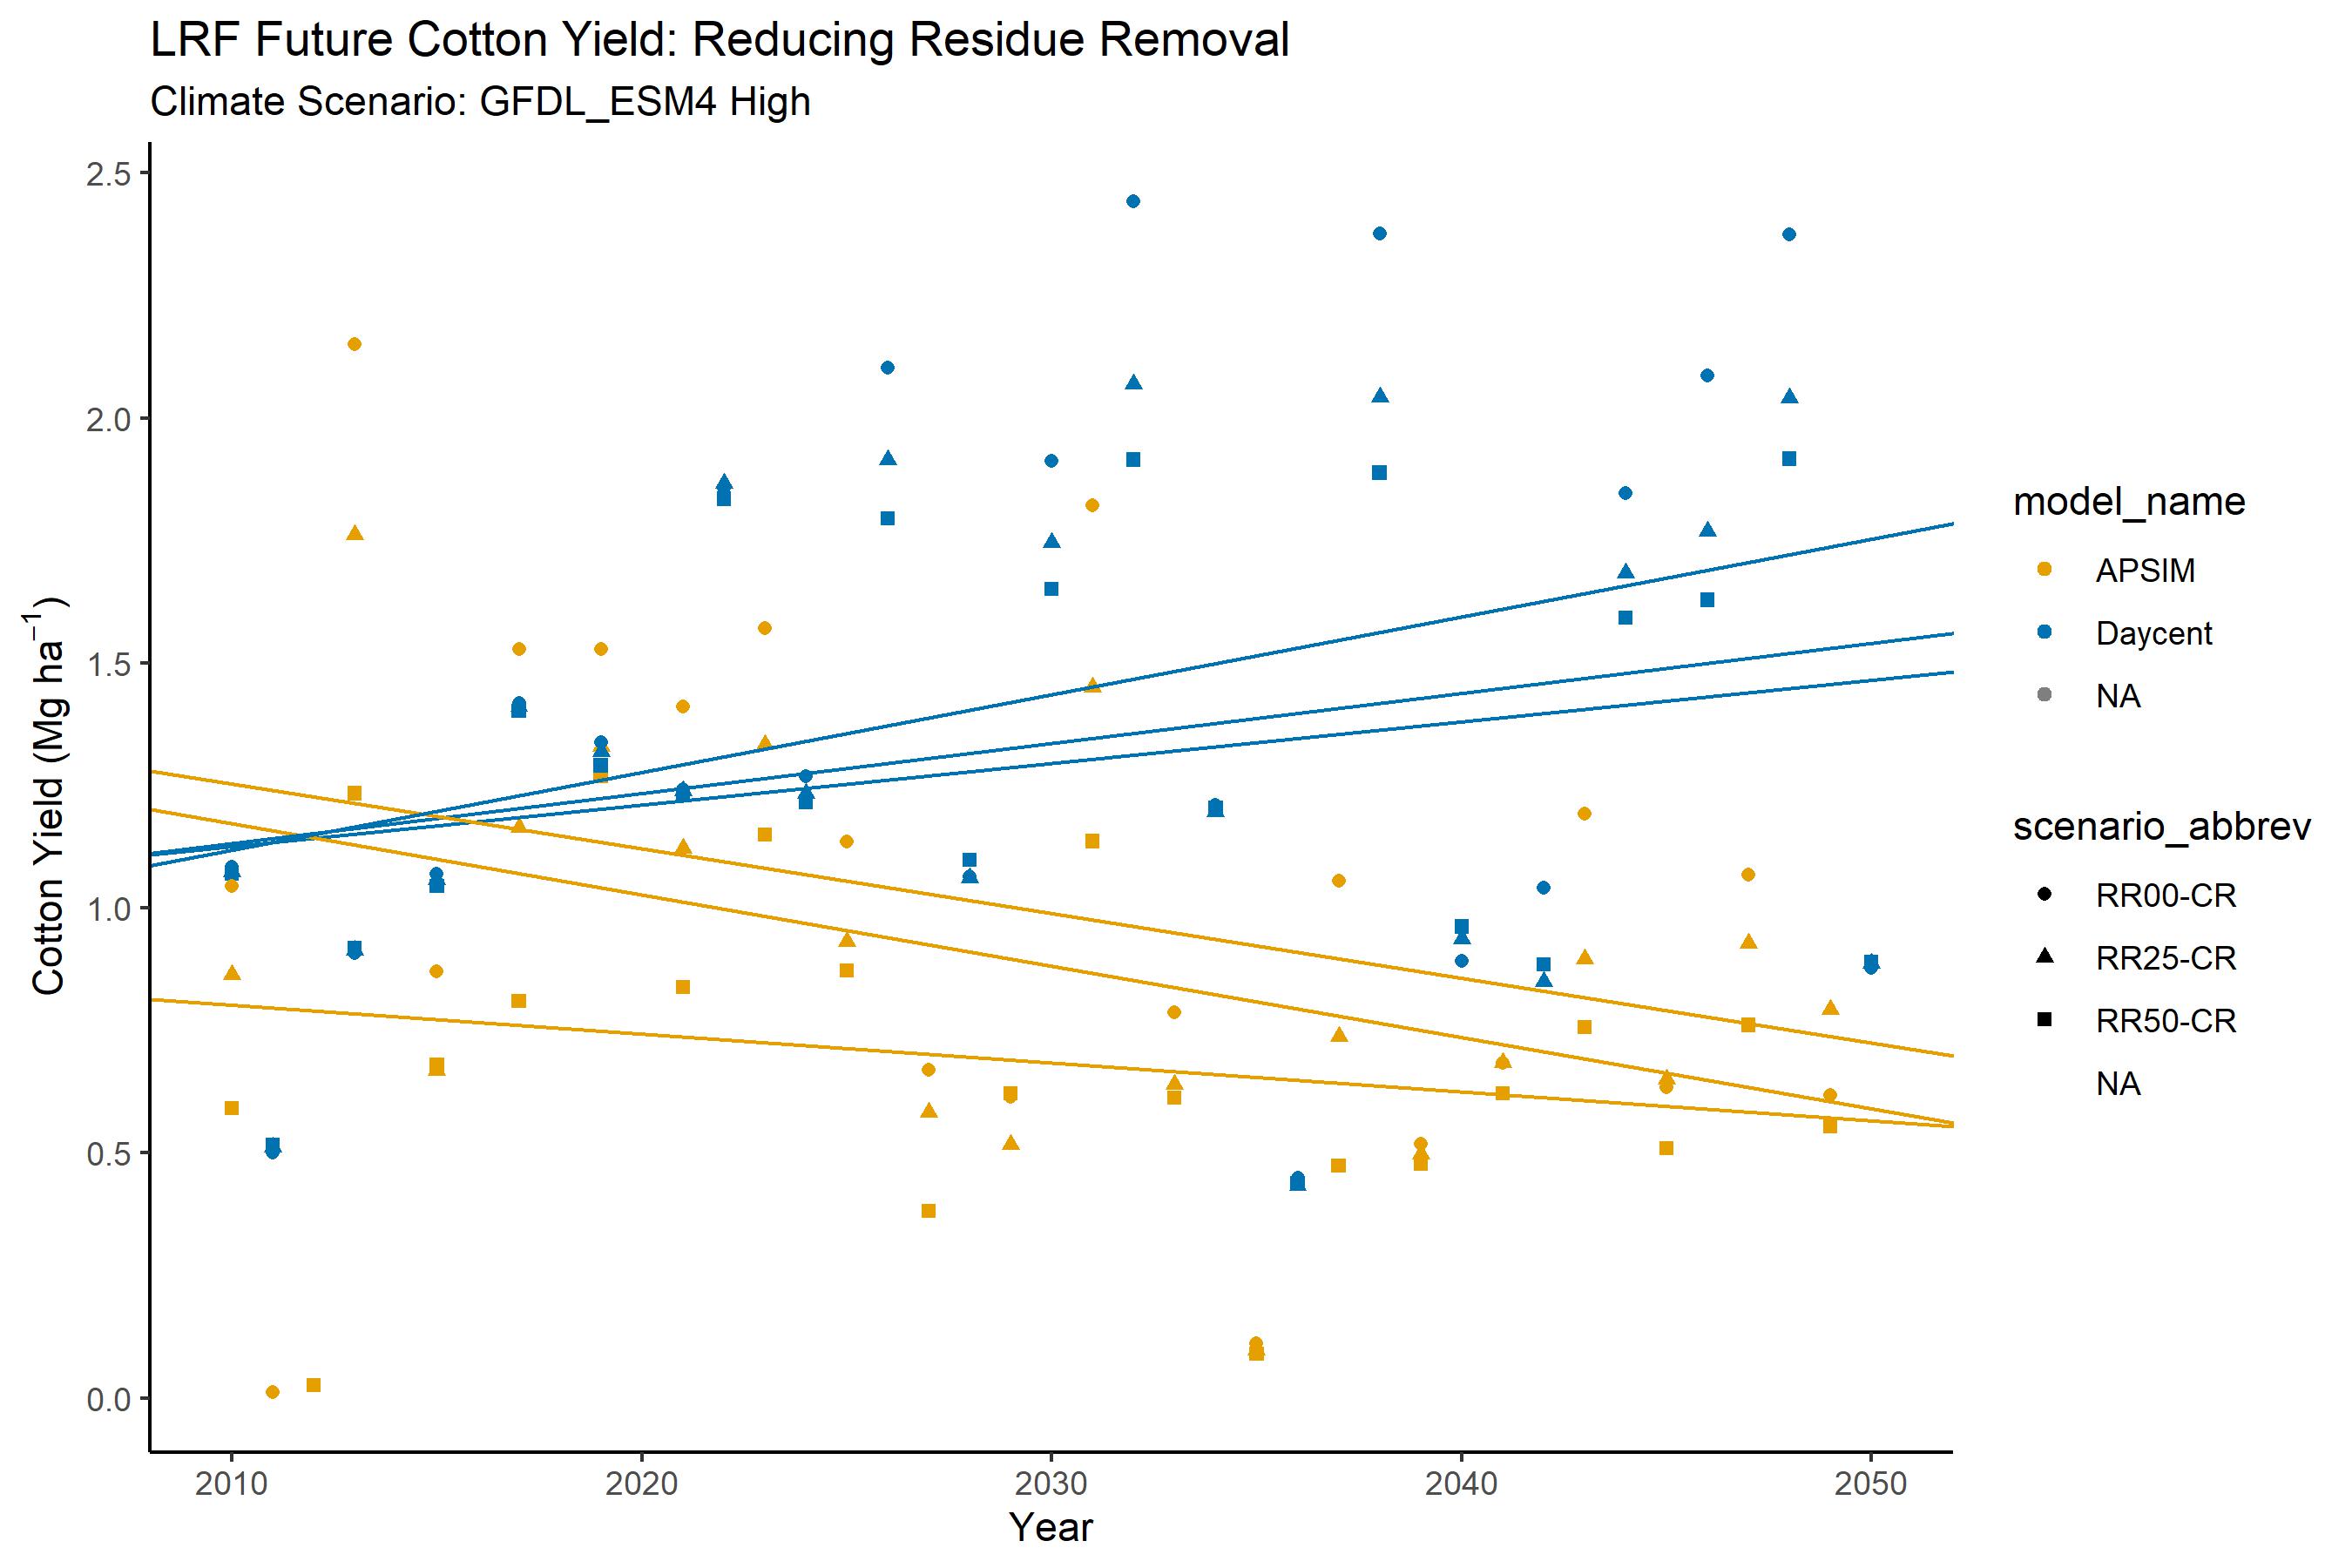 LRF Future Cotton Yield: Reducing Residue Removal
Climate Scenario: GFDL_ESM4 High
Cotton Yield (Mg ha⁻¹)
2.5
2.0
1.5
1.0
0.5
0.0
2010 2020 2030 2040 2050
Year
model_name
APSIM
Daycent
NA
scenario_abbrev
RR00-CR
RR25-CR
RR50-CR
NA